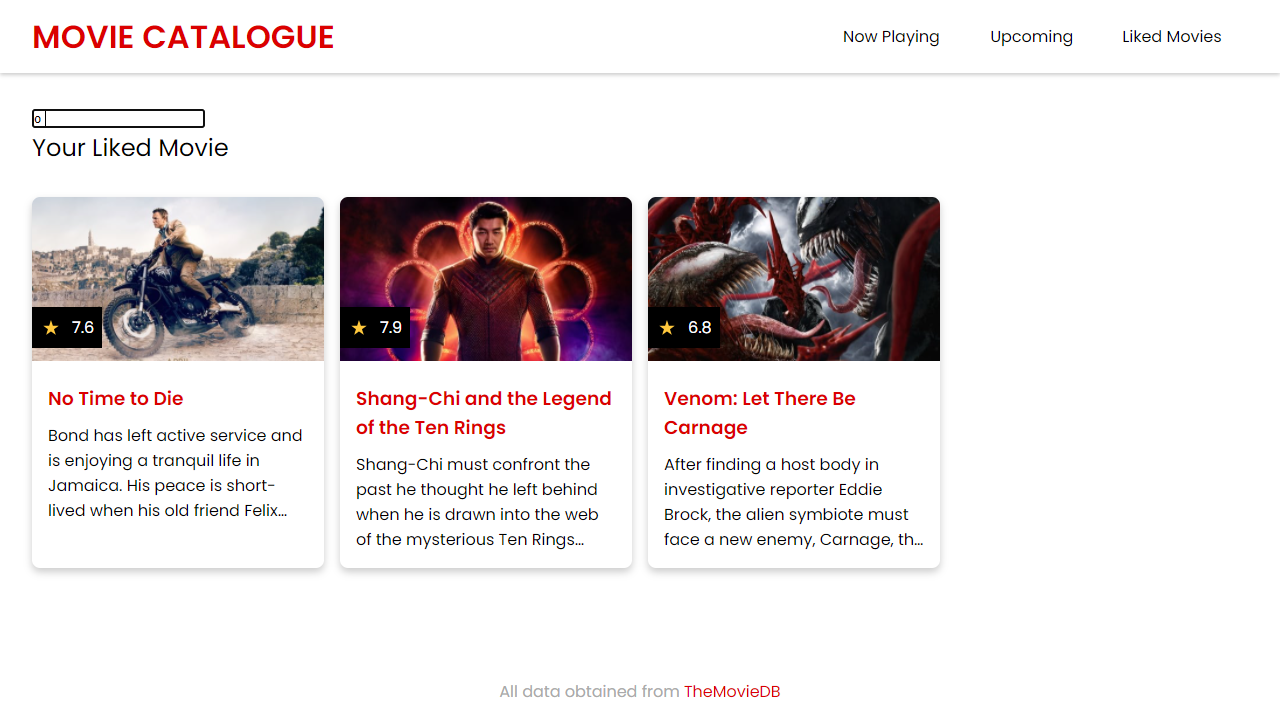 MOVIE CATALOGUE
Now Playing
Upcoming
Liked Movies
o
Your Liked Movie
★ 7.6
No Time to Die
Bond has left active service and
is enjoying a tranquil life in
Jamaica. His peace is short-
lived when his old friend Felix...
★ 7.9
Shang-Chi and the Legend
of the Ten Rings
Shang-Chi must confront the
past he thought he left behind
when he is drawn into the web
of the mysterious Ten Rings...
★ 6.8
Venom: Let There Be
Carnage
After finding a host body in
investigative reporter Eddie
Brock, the alien symbiote must
face a new enemy, Carnage, th...
All data obtained from TheMovieDB